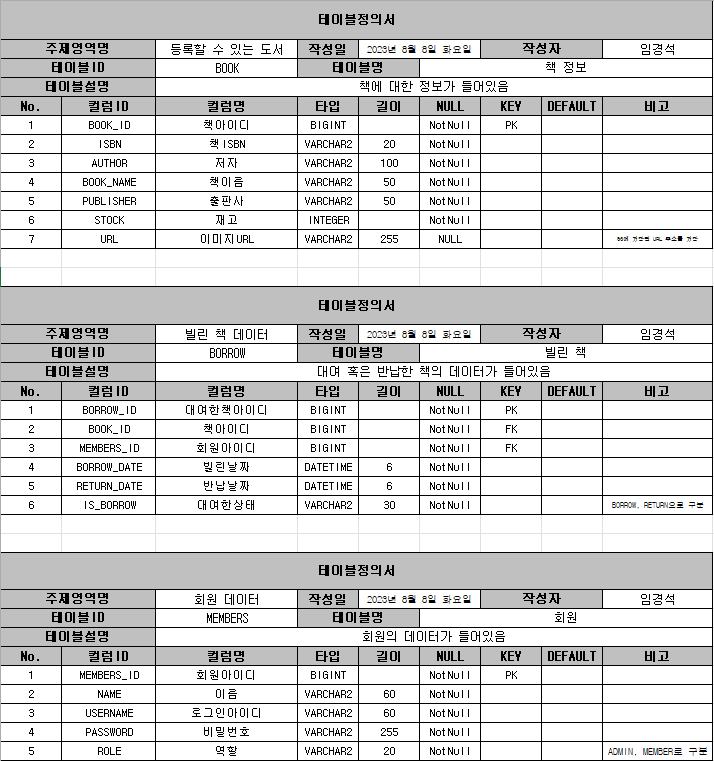 테이블정의서
주제영역명 등록할 수 있는 도서 작성일 2023년 8월 8일 화요일 작성자 임경석
테이블ID BOOK 테이블명 책 정보
테이블설명 책에 대한 정보가 들어있음
No. 컬럼ID 컬럼명 타입 길이 NULL KEY DEFAULT 비고
1 BOOK_ID 책아이디 BIGINT NotNull PK
2 ISBN 책ISBN VARCHAR2 20 NotNull
3 AUTHOR 저자 VARCHAR2 100 NotNull
4 BOOK_NAME 책이름 VARCHAR2 50 NotNull
5 PUBLISHER 출판사 VARCHAR2 50 NotNull
6 STOCK 재고 INTEGER NotNull
7 URL 이미지URL VARCHAR2 255 NULL URL 주소를
테이블정의서
주제영역명 빌린 책 데이터 작성일 2023년 8월 8일 화요일 작성자 임경석
테이블ID BORROW 테이블명 빌린 책
테이블설명 대여 혹은 반납한 책의 데이터가 들어있음
No. 컬럼ID 컬럼명 타입 길이 NULL KEY DEFAULT 비고
1 BORROW_ID 대여한책아이디 BIGINT NotNull PK
2 BOOK_ID 책아이디 BIGINT NotNull FK
3 MEMBERS_ID 회원아이디 BIGINT NotNull FK
4 BORROW_DATE 빌린날짜 DATETIME 6 NotNull
5 RETURN_DATE 반납날짜 DATETIME 6 NotNull
6 IS_BORROW 대여한상태 VARCHAR2 30 NotNull BORROW, RETURN으로 구분
테이블정의서
주제영역명 회원 데이터 작성일 2023년 8월 8일 화요일 작성자 임경석
테이블ID MEMBERS 테이블명 회원
테이블설명 회원의 데이터가 들어있음
No. 컬럼ID 컬럼명 타입 길이 NULL KEY DEFAULT 비고
1 MEMBERS_ID 회원아이디 BIGINT NotNull PK
2 NAME 이름 VARCHAR2 60 NotNull
3 USERNAME 로그인아이디 VARCHAR2 60 NotNull
4 PASSWORD 비밀번호 VARCHAR2 255 NotNull
5 ROLE 역할 VARCHAR2 20 NotNull ADMIN, MEMBER로 구분